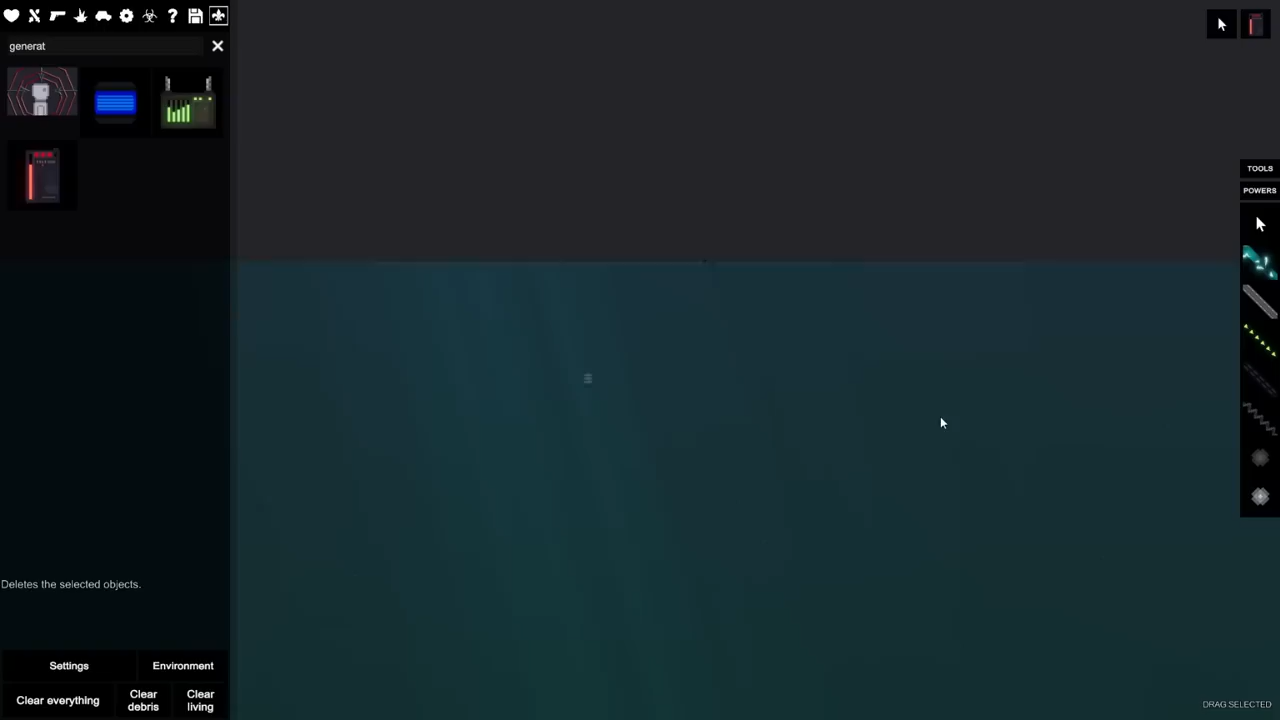 generat
TOOLS
POWERS
Deletes the selected objects.
Settings
Environment
Clear everything
Clear debris
Clear living
DRAG SELECTED